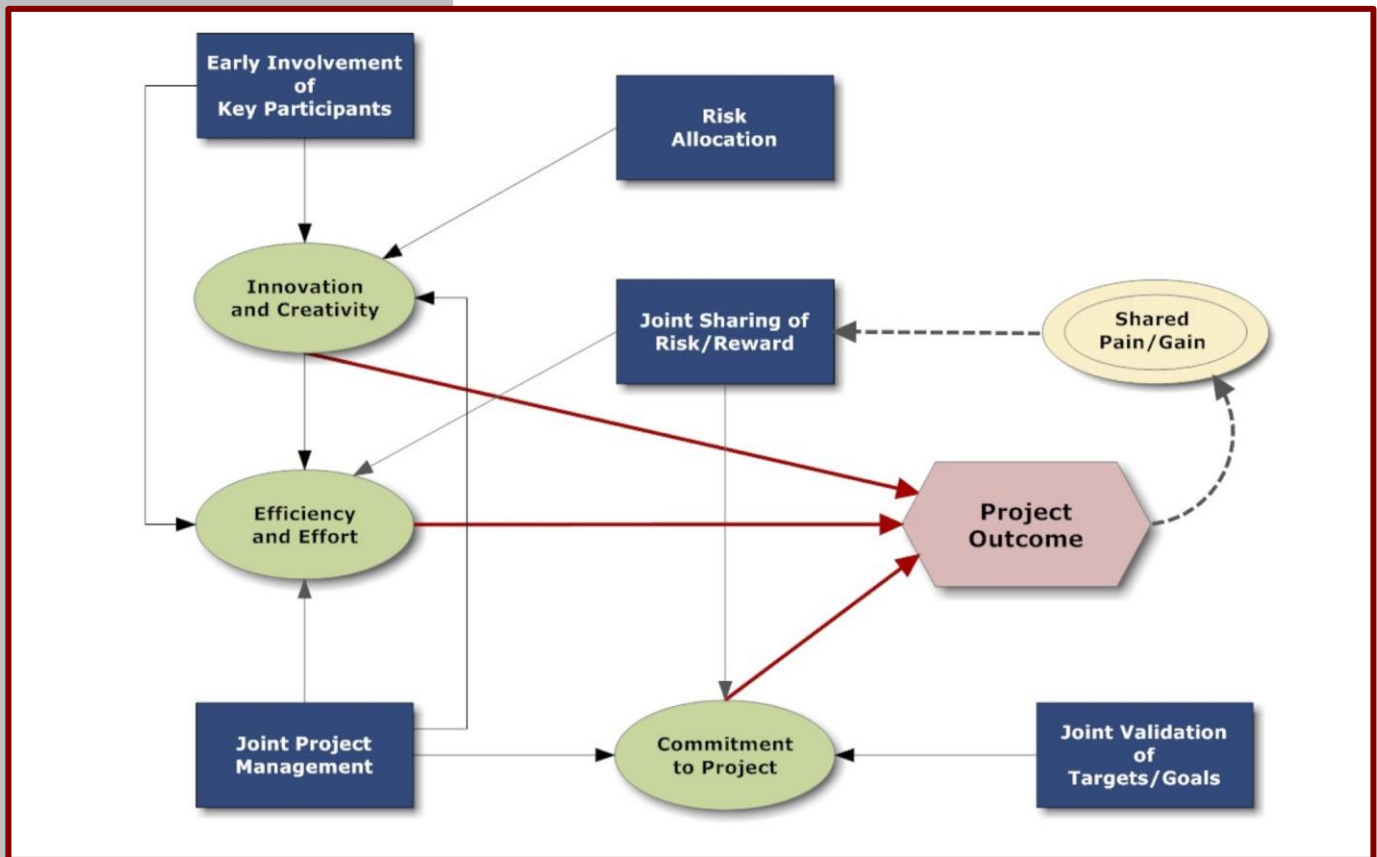 Early Involvement
of
Key Participants
Risk
Allocation
Innovation
and Creativity
Joint Sharing of
Risk/Reward
Shared
Pain/Gain
Efficiency
and Effort
Project
Outcome
Joint Project
Management
Commitment
to Project
Joint Validation
of
Targets/Goals